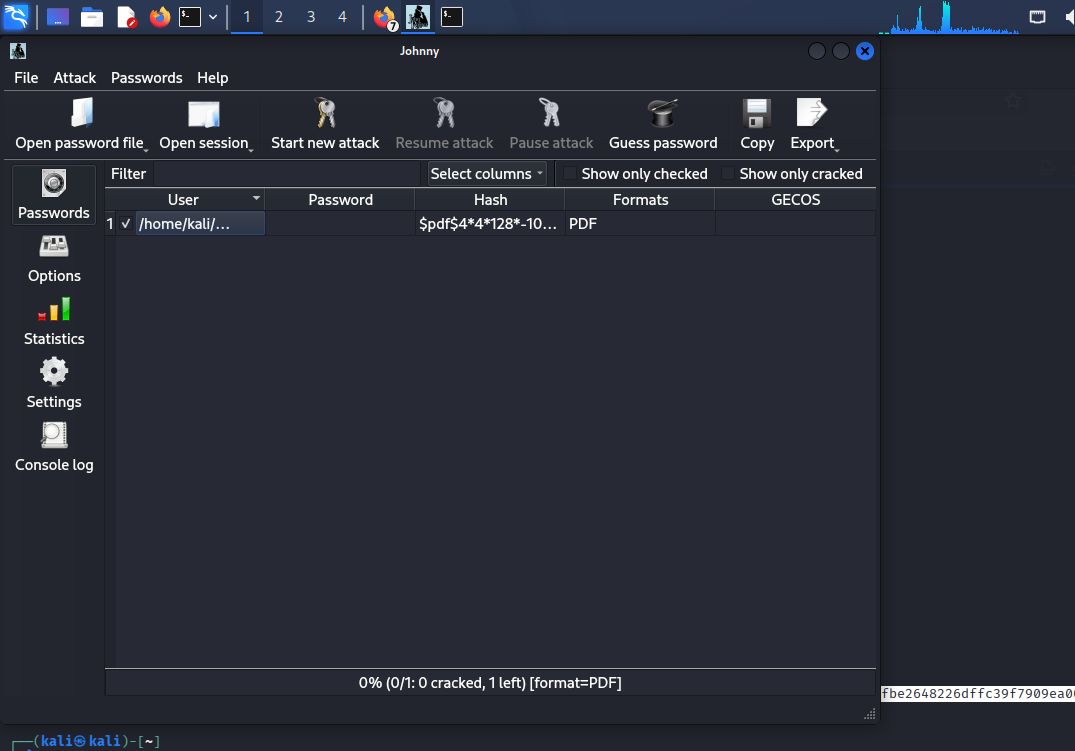 1 2 3 4 7
Johnny
File Attack Passwords Help
Open password file Open session Start new attack Resume attack Pause attack Guess password Copy Export
Filter Select columns Show only checked Show only cracked
Passwords
User Password Hash Formats GECOS
1 /home/kali/... $pdf$4*4*128*-10... PDF
Options
Statistics
Settings
Console log
0% (0/1: 0 cracked, 1 left) [format=PDF]
fbe2648226dffc39f7909ea0
┌──(kali㉿kali)-[~]